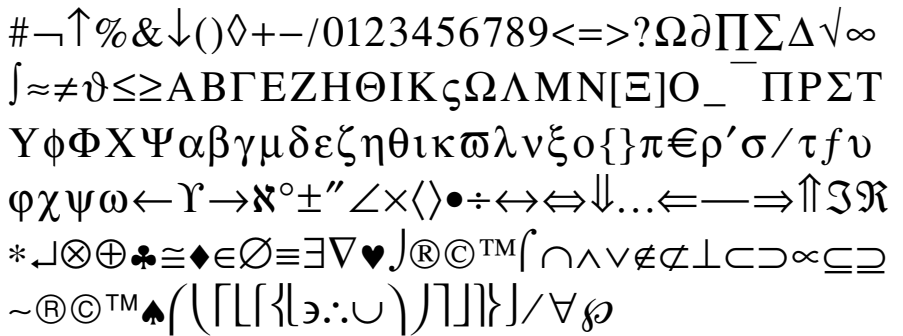 #¬↑%&↓()◊+−/0123456789<=>?Ω∂∏∑∆√∞
∫≈≠ϑ≤≥ΑΒΓΕΖΗΘΙΚςΩΛΜΝ[Ξ]Ο_‾ΠΡΣΤ
ΥϕΦΧΨαβγμδεζηθικϖλνξο{}π€ρ′σ⁄τƒυ
φχψω←ϒ→ℵ°±″∠×〈〉•÷↔⇔⇓…⇐—⇒⇑ℑℜ
∗↵⊗⊕♣≅♦∈∅≡∃∇♥⌡®©™⌠∩∧∨∉⊄⊥⊂⊃∝⊆⊇
∼®©™♠⎛⎝⎡⎣⌈{⌊∍∴∪⎞⎠⎤⎦⌉}⌋/∀℘